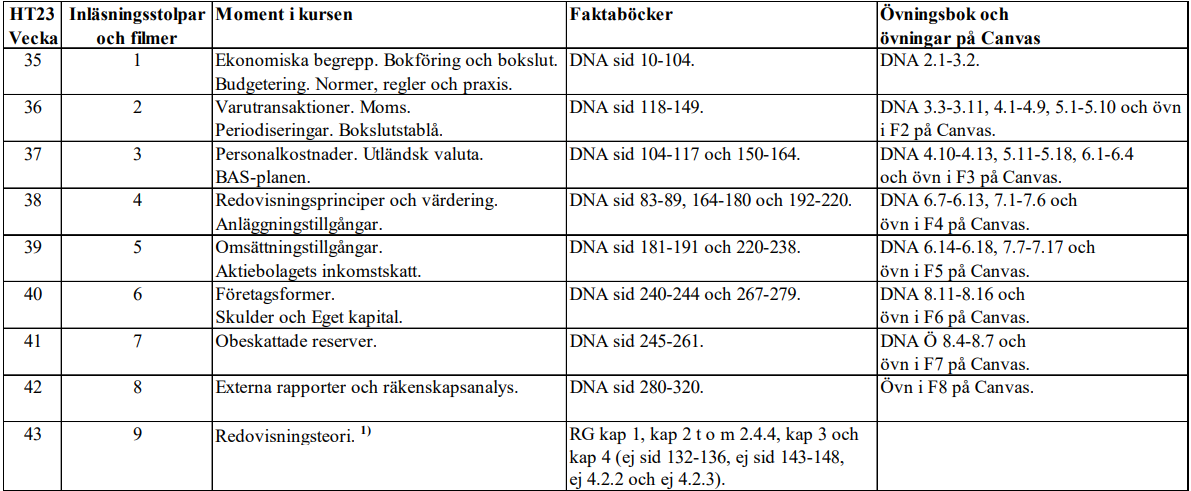 HT23 Inläsningsstolpar Moment i kursen Faktaböcker Övningsbok och
Vecka och filmer övningar på Canvas
35 1 Ekonomiska begrepp. Bokföring och bokslut. DNA sid 10-104. DNA 2.1-3.2.
Budgetering. Normer, regler och praxis.
36 2 Varutransaktioner. Moms. DNA sid 118-149. DNA 3.3-3.11, 4.1-4.9, 5.1-5.10 och övn
Periodiseringar. Bokslutstablå. i F2 på Canvas.
37 3 Personalkostnader. Utländsk valuta. DNA sid 104-117 och 150-164. DNA 4.10-4.13, 5.11-5.18, 6.1-6.4
BAS-planen. och övn i F3 på Canvas.
38 4 Redovisningsprinciper och värdering. DNA sid 83-89, 164-180 och 192-220. DNA 6.7-6.13, 7.1-7.6 och
Anläggningstillgångar. övn i F4 på Canvas.
39 5 Omsättningstillgångar. DNA sid 181-191 och 220-238. DNA 6.14-6.18, 7.7-7.17 och
Aktiebolagets inkomstskatt. övn i F5 på Canvas.
40 6 Företagsformer. DNA sid 240-244 och 267-279. DNA 8.11-8.16 och
Skulder och Eget kapital. övn i F6 på Canvas.
41 7 Obeskattade reserver. DNA sid 245-261. DNA Ö 8.4-8.7 och
övn i F7 på Canvas.
42 8 Externa rapporter och räkenskapsanalys. DNA sid 280-320. Övn i F8 på Canvas.
43 9 Redovisningsteori. 1) RG kap 1, kap 2 t o m 2.4.4, kap 3 och
kap 4 (ej sid 132-136, ej sid 143-148,
ej 4.2.2 och ej 4.2.3).